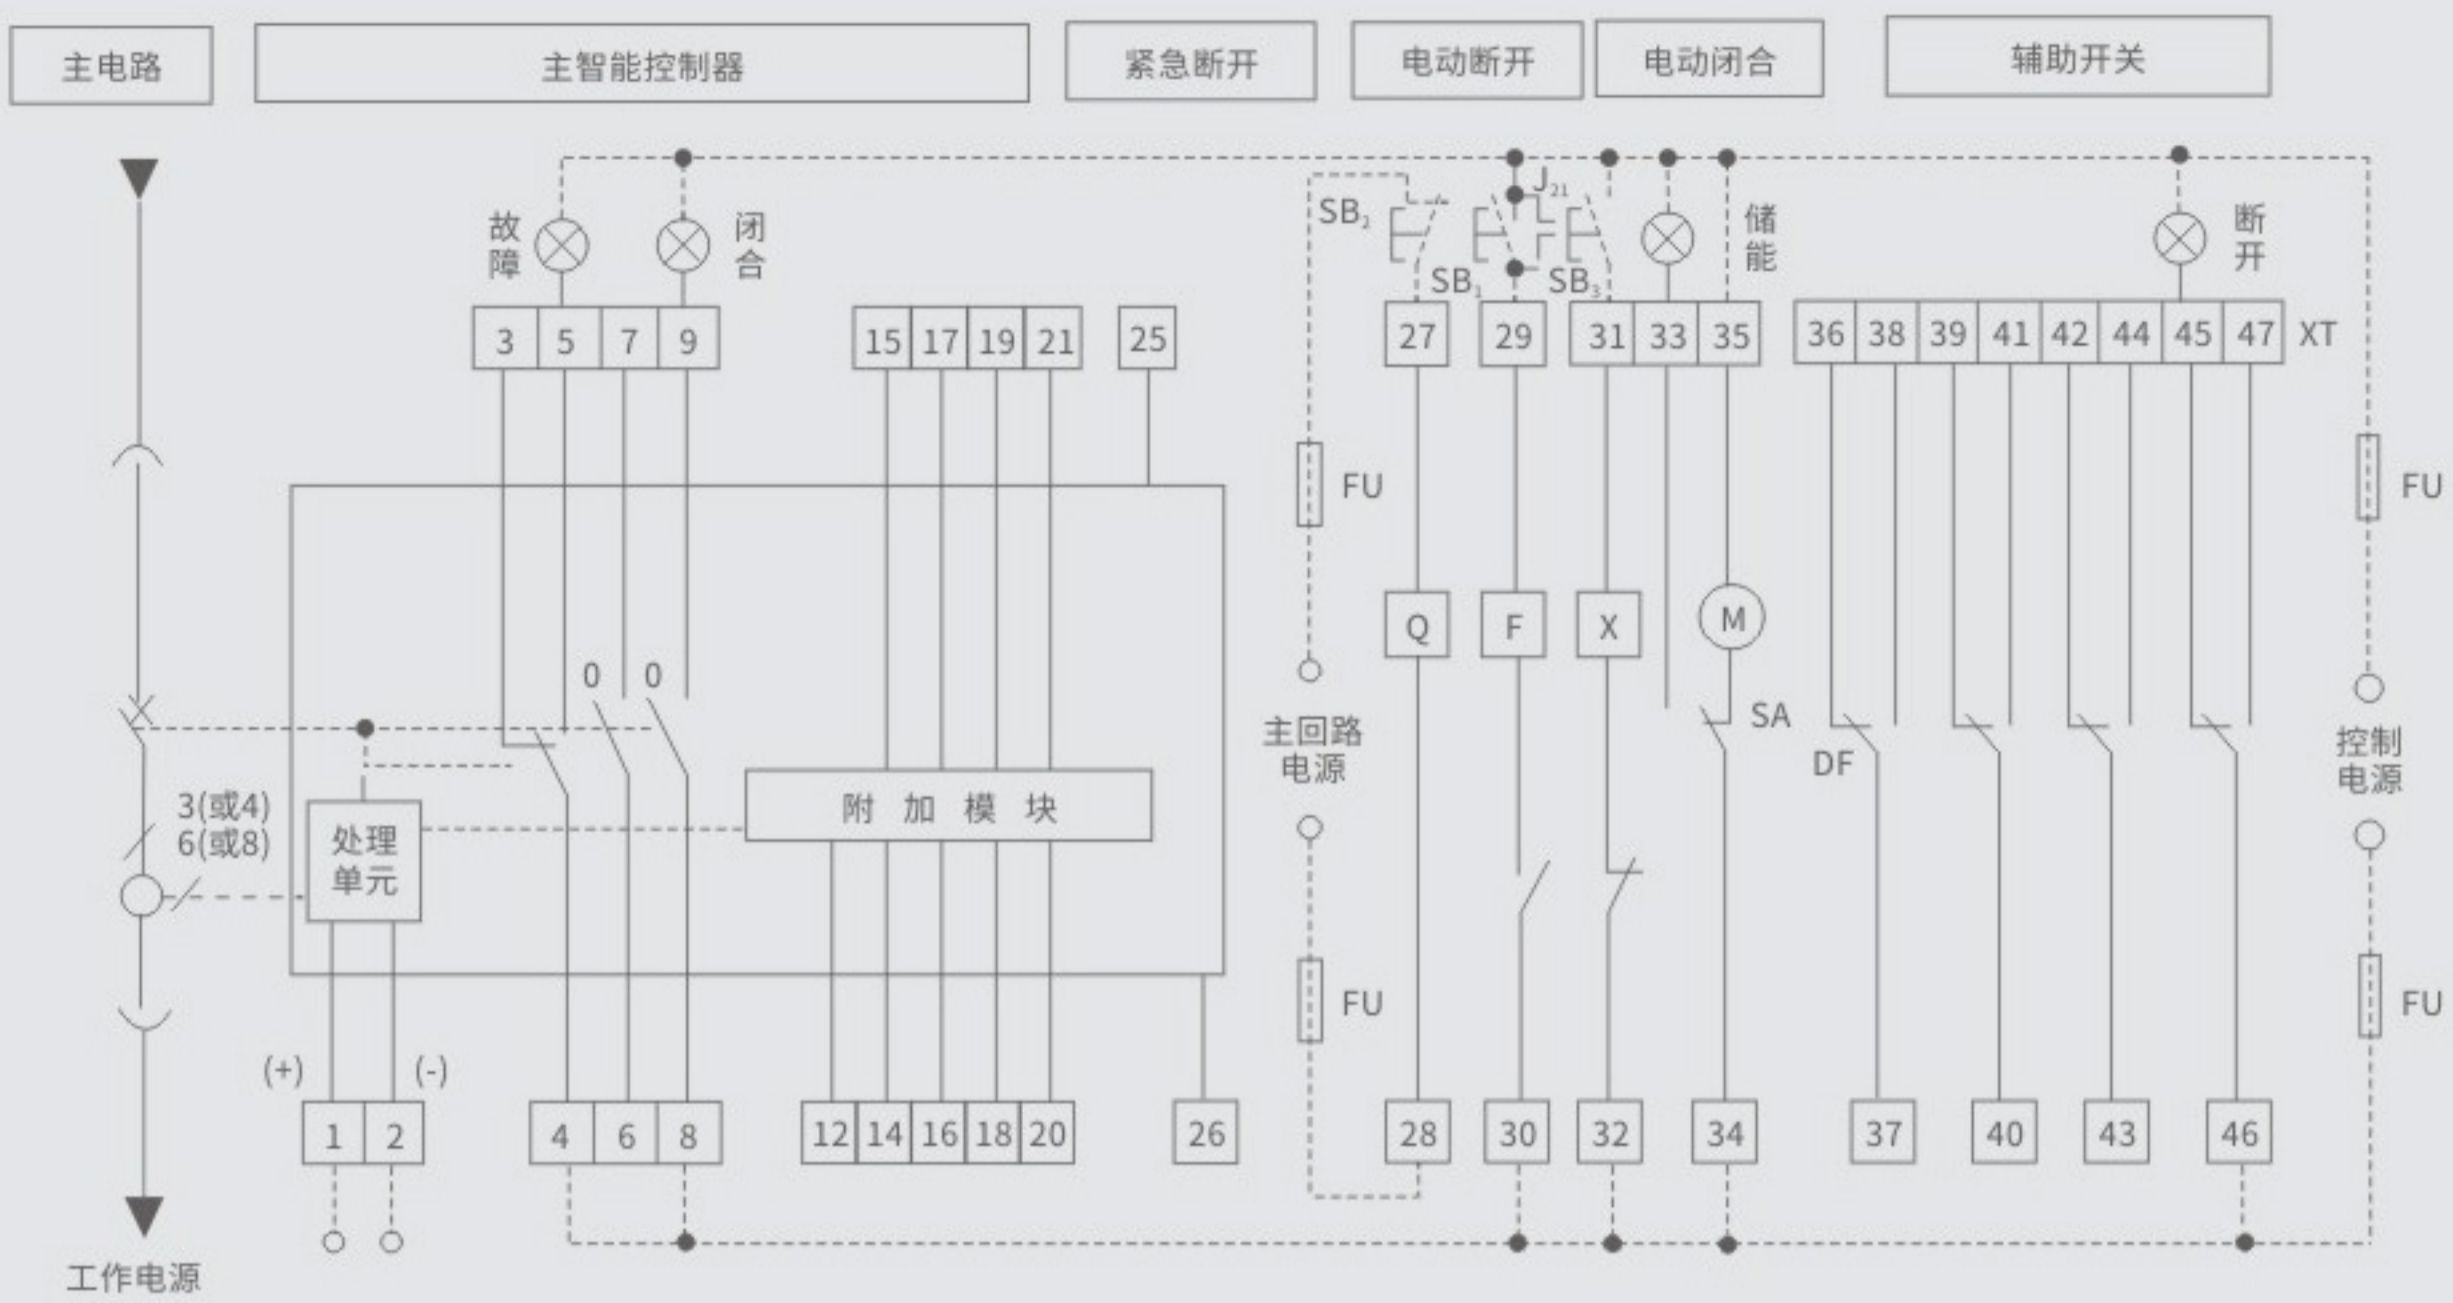 主电路
主智能控制器
紧急断开
电动断开
电动闭合
辅助开关
故障
闭合
SB₂
SB₁
J₂₁
SB₃
储能
断开
3 5 7 9
15 17 19 21
25
27
29
31 33 35
36 38 39 41 42 44 45 47 XT
FU
FU
0 0
Q
F
X
M
SA
DF
主回路
电源
控制
电源
3(或4)
6(或8)
处理
单元
附 加 模 块
FU
FU
(+)
(-)
1 2
4 6 8
12 14 16 18 20
26
28
30
32
34
37
40
43
46
工作电源